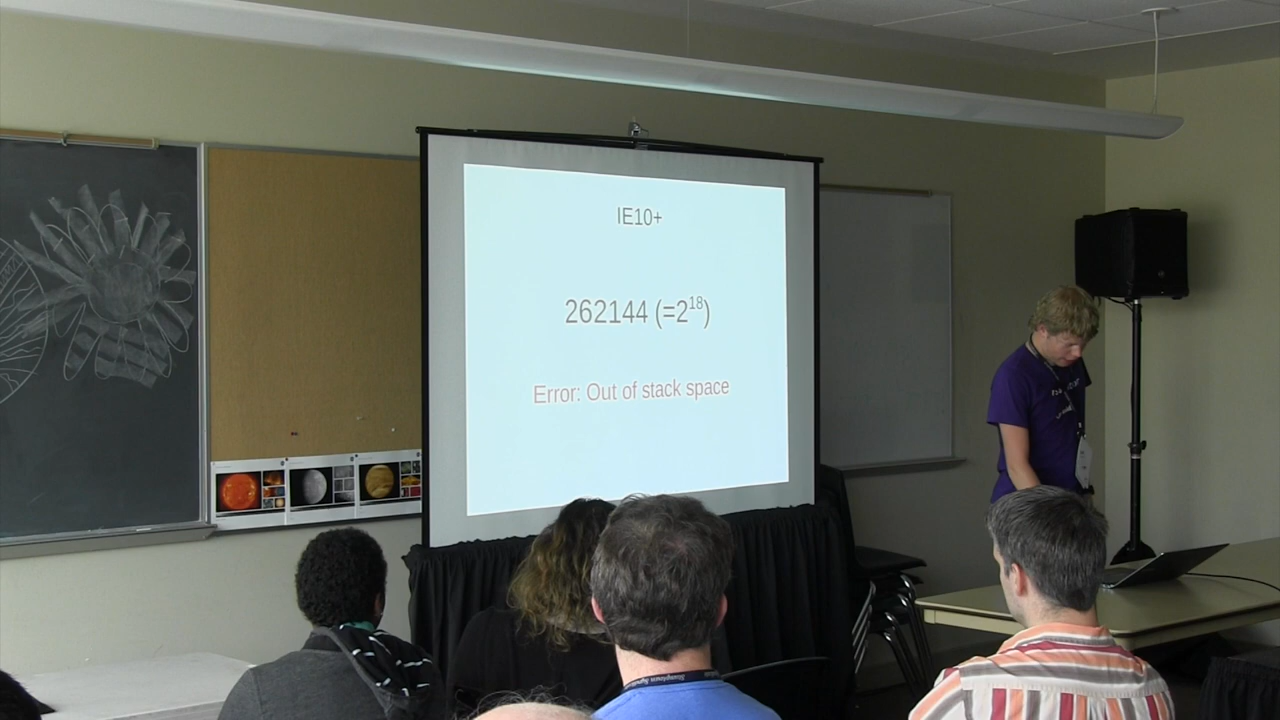 IE10+
262144 (=2¹⁸)
Error: Out of stack space